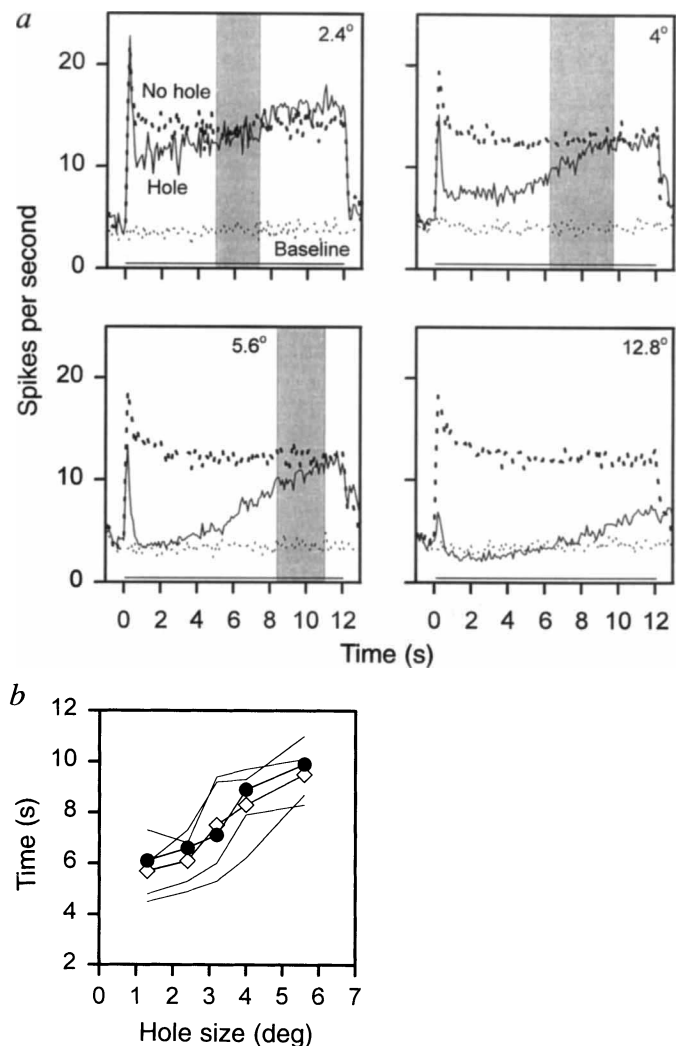 a
2.4°
4°
20
No hole
10
Hole
Baseline
0
Spikes per second
5.6°
12.8°
20
10
0
0 2 4 6 8 10 12
0 2 4 6 8 10 12
Time (s)
b
12
10
8
6
4
2
Time (s)
0 1 2 3 4 5 6 7
Hole size (deg)